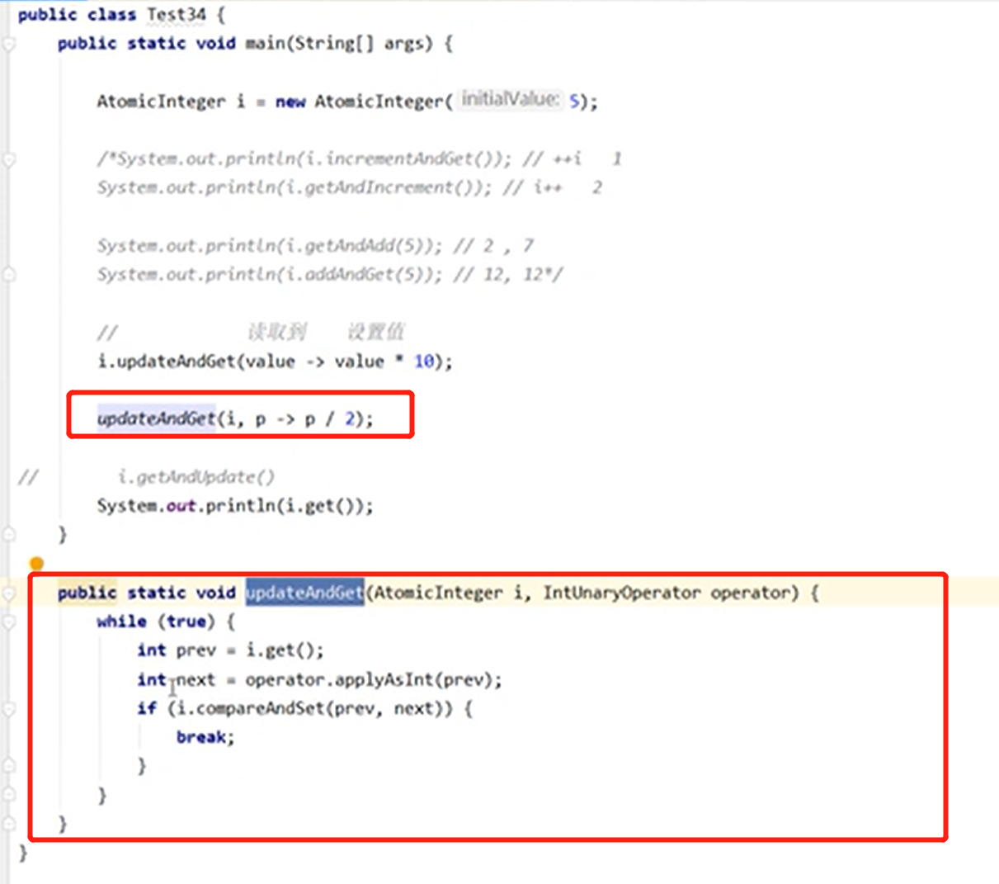 public class Test34 {
public static void main(String[] args) {
AtomicInteger i = new AtomicInteger( initialValue: 5);
/*System.out.println(i.incrementAndGet()); // ++i 1
System.out.println(i.getAndIncrement()); // i++ 2
System.out.println(i.getAndAdd(5)); // 2 , 7
System.out.println(i.addAndGet(5)); // 12, 12*/
// 读取到 设置值
i.updateAndGet(value -> value * 10);
updateAndGet(i, p -> p / 2);
// i.getAndUpdate()
System.out.println(i.get());
}
public static void updateAndGet(AtomicInteger i, IntUnaryOperator operator) {
while (true) {
int prev = i.get();
int next = operator.applyAsInt(prev);
if (i.compareAndSet(prev, next)) {
break;
}
}
}
}